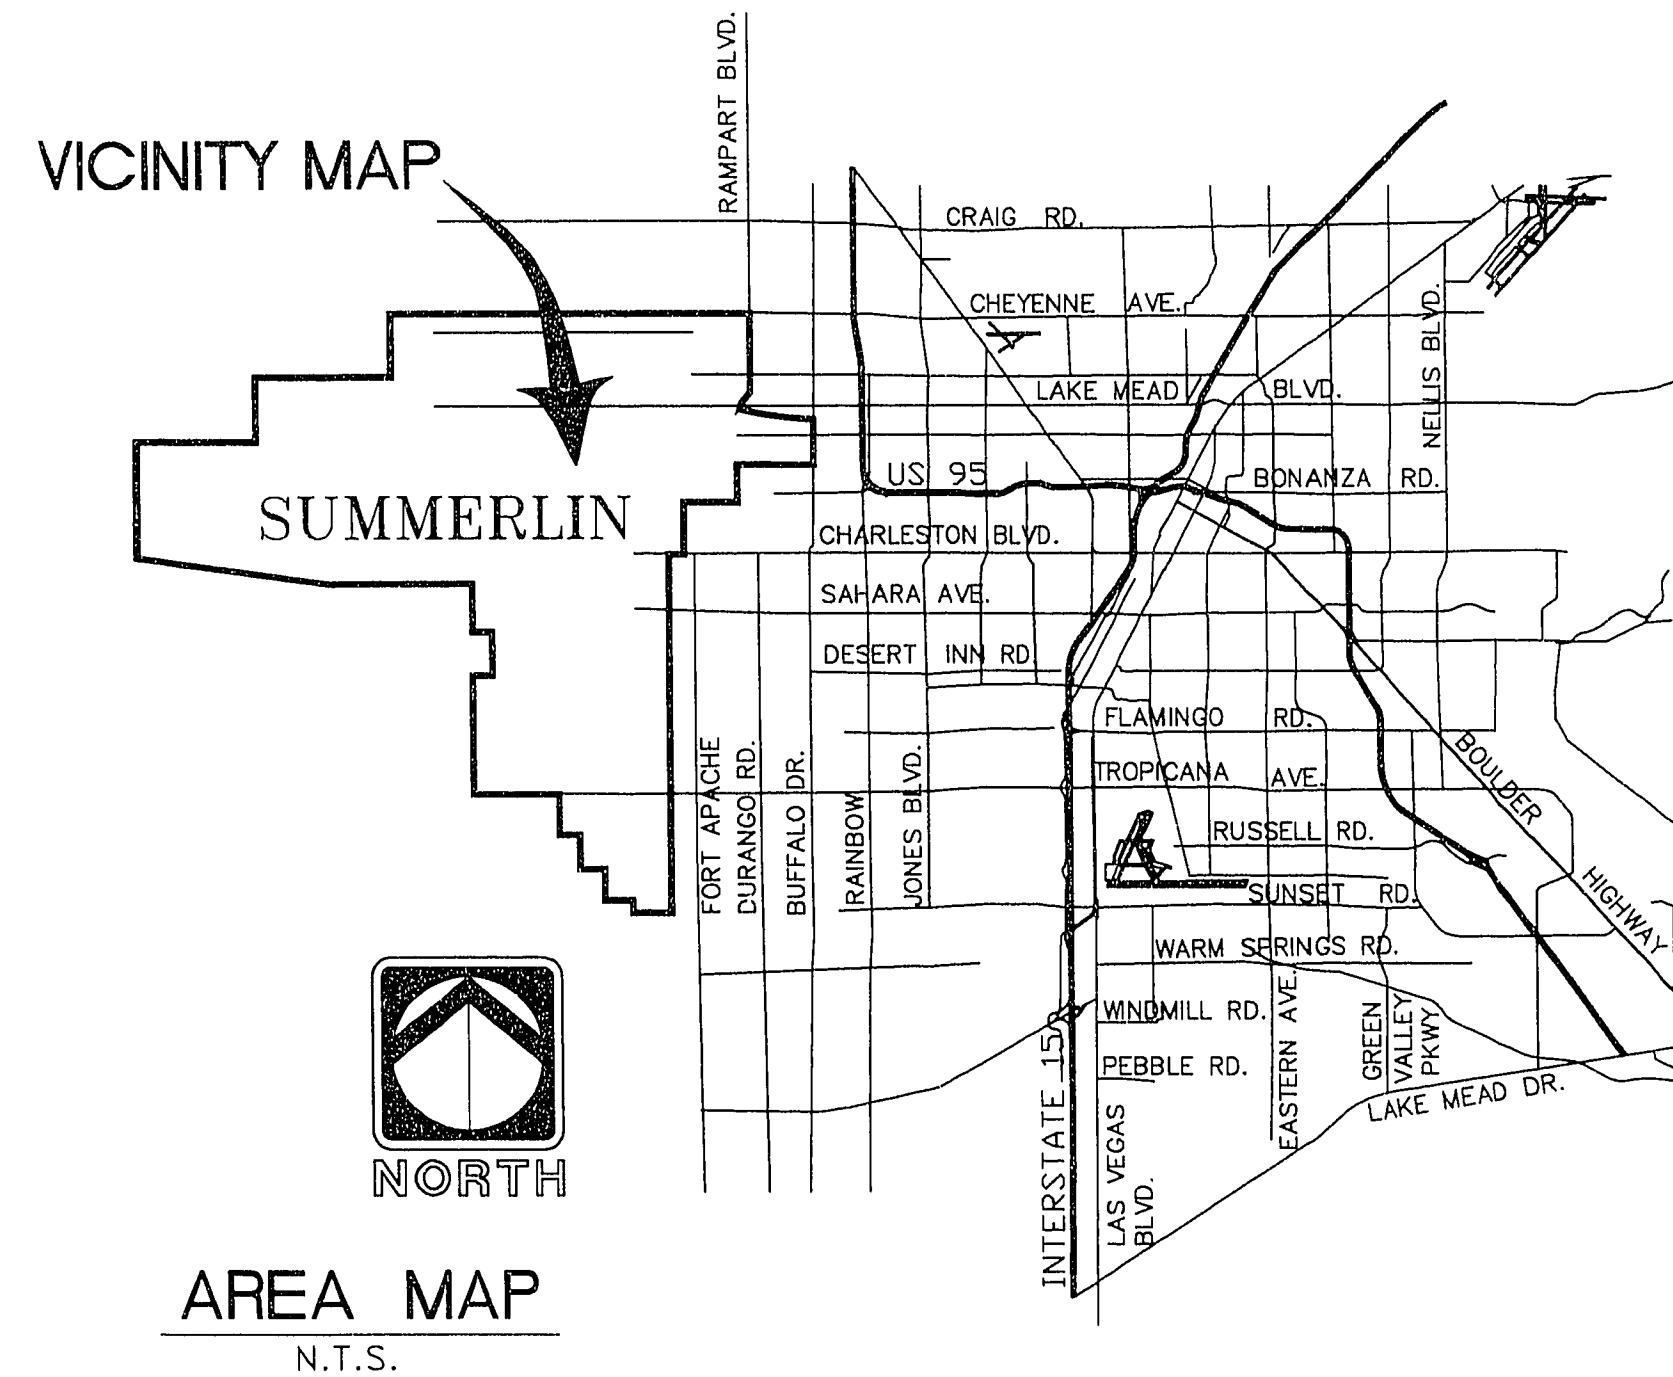 RAMPART BLVD.
VICINITY MAP
CRAIG RD.
CHEYENNE AVE.
NELLIS BLVD.
LAKE MEAD BLVD.
US 95
BONANZA RD.
SUMMERLIN
CHARLESTON BLVD.
SAHARA AVE.
DESERT INN RD
FLAMINGO RD.
BOULDER HIGHWAY
TROPICANA AVE.
FORT APACHE
DURANGO RD.
BUFFALO DR.
RAINBOW
JONES BLVD.
RUSSELL RD.
SUNSET RD.
WARM SPRINGS RD.
WINDMILL RD.
PEBBLE RD.
EASTERN AVE.
GREEN
VALLEY
PKWY
LAKE MEAD DR.
INTERSTATE 15
LAS VEGAS
BLVD.
NORTH
AREA MAP
N.T.S.